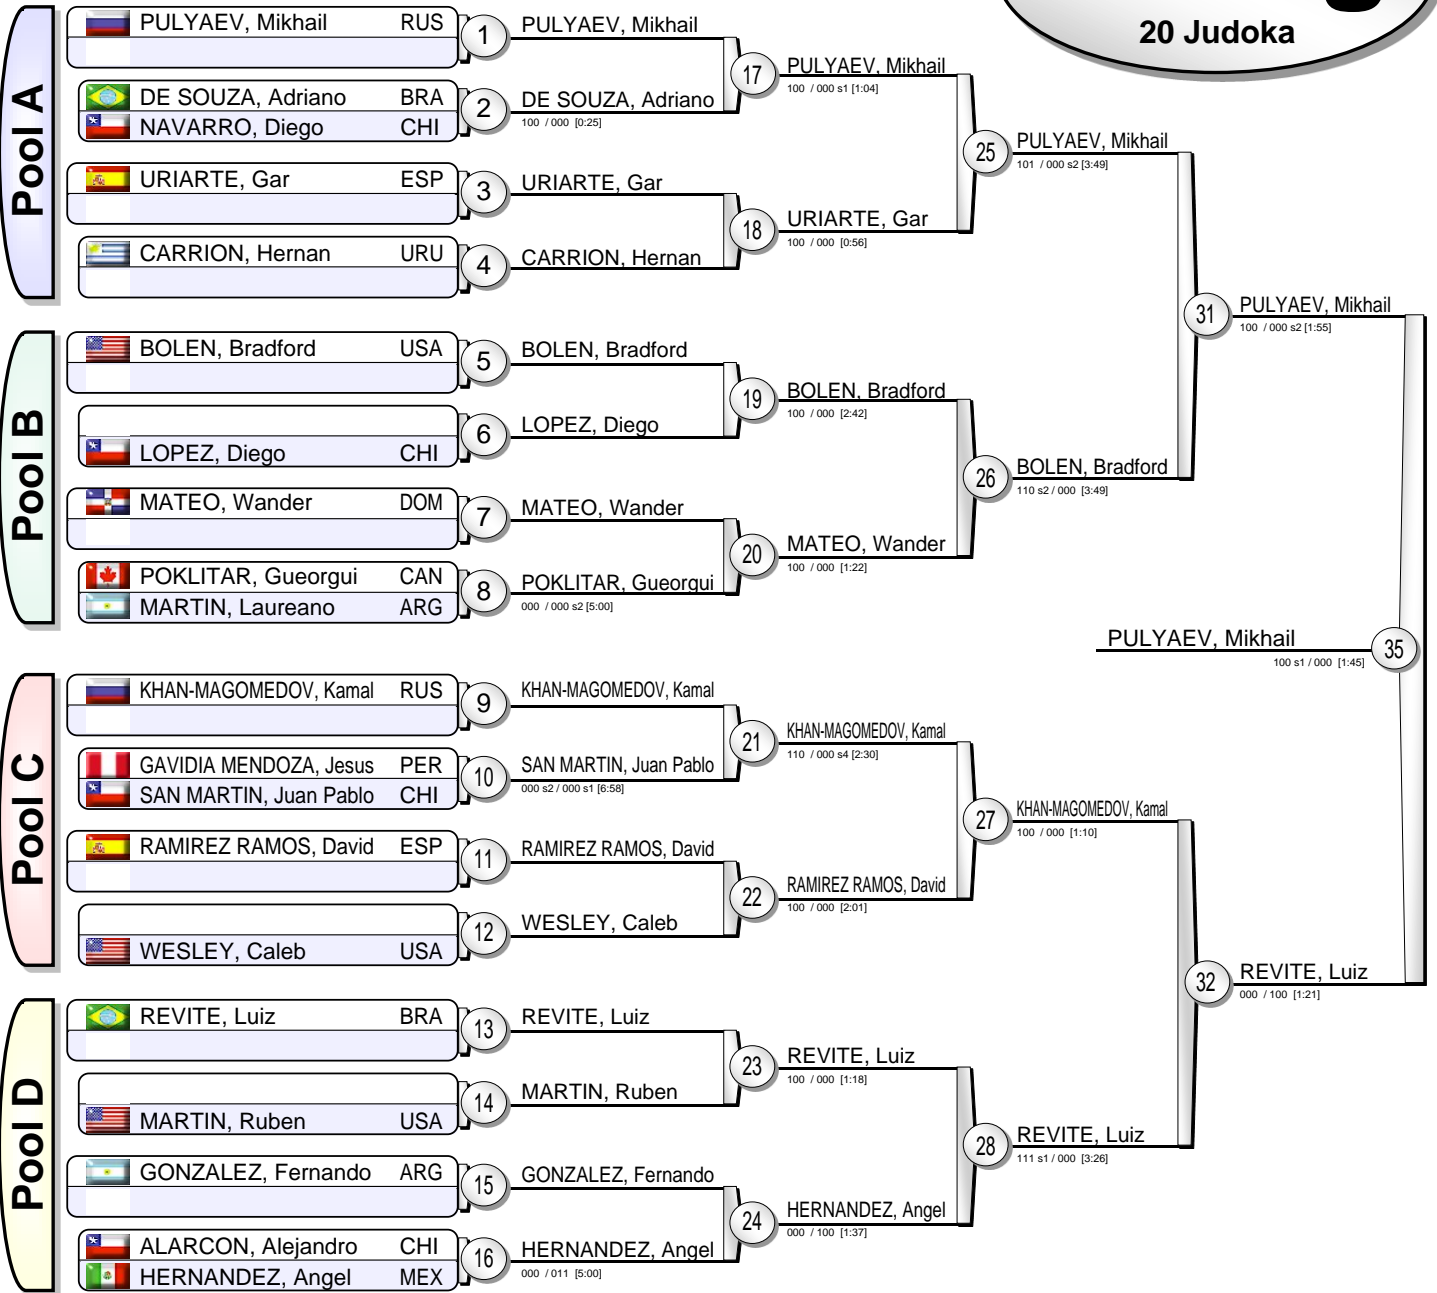 20 Judoka
Pool A
PULYAEV, Mikhail RUS
1
PULYAEV, Mikhail
DE SOUZA, Adriano BRA
NAVARRO, Diego CHI
2
DE SOUZA, Adriano
100 / 000 [0:25]
URIARTE, Gar ESP
3
URIARTE, Gar
CARRION, Hernan URU
4
CARRION, Hernan
17
PULYAEV, Mikhail
100 / 000 s1 [1:04]
18
URIARTE, Gar
100 / 000 [0:56]
25
PULYAEV, Mikhail
101 / 000 s2 [3:49]
Pool B
BOLEN, Bradford USA
5
BOLEN, Bradford
LOPEZ, Diego CHI
6
LOPEZ, Diego
MATEO, Wander DOM
7
MATEO, Wander
POKLITAR, Gueorgui CAN
MARTIN, Laureano ARG
8
POKLITAR, Gueorgui
000 / 000 s2 [5:00]
19
BOLEN, Bradford
100 / 000 [2:42]
20
MATEO, Wander
100 / 000 [1:22]
26
BOLEN, Bradford
110 s2 / 000 [3:49]
31
PULYAEV, Mikhail
100 / 000 s2 [1:55]
PULYAEV, Mikhail
35
100 s1 / 000 [1:45]
Pool C
KHAN-MAGOMEDOV, Kamal RUS
9
KHAN-MAGOMEDOV, Kamal
GAVIDIA MENDOZA, Jesus PER
SAN MARTIN, Juan Pablo CHI
10
SAN MARTIN, Juan Pablo
000 s2 / 000 s1 [6:58]
RAMIREZ RAMOS, David ESP
11
RAMIREZ RAMOS, David
WESLEY, Caleb USA
12
WESLEY, Caleb
21
KHAN-MAGOMEDOV, Kamal
110 / 000 s4 [2:30]
22
RAMIREZ RAMOS, David
100 / 000 [2:01]
27
KHAN-MAGOMEDOV, Kamal
100 / 000 [1:10]
Pool D
REVITE, Luiz BRA
13
REVITE, Luiz
MARTIN, Ruben USA
14
MARTIN, Ruben
GONZALEZ, Fernando ARG
15
GONZALEZ, Fernando
ALARCON, Alejandro CHI
HERNANDEZ, Angel MEX
16
HERNANDEZ, Angel
000 / 011 [5:00]
23
REVITE, Luiz
100 / 000 [1:18]
24
HERNANDEZ, Angel
000 / 100 [1:37]
28
REVITE, Luiz
111 s1 / 000 [3:26]
32
REVITE, Luiz
000 / 100 [1:21]